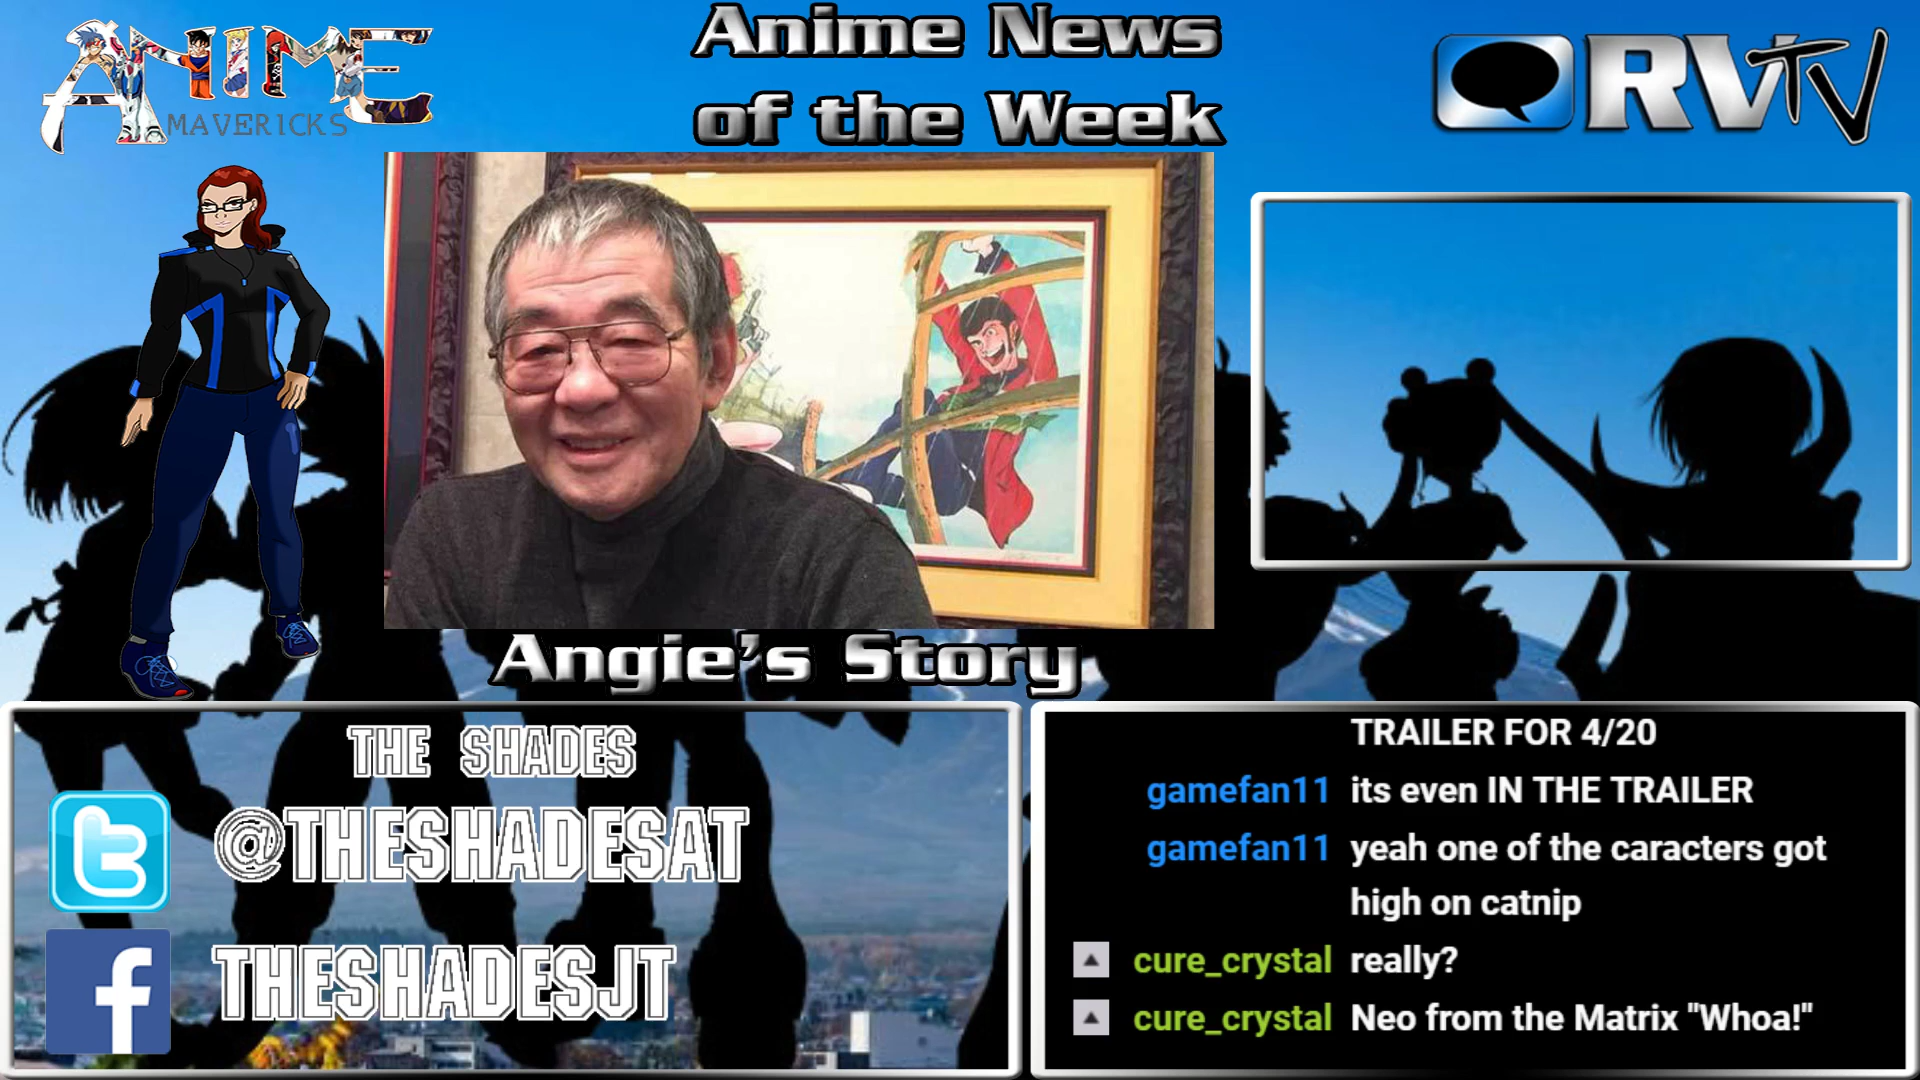 ANIME
MAVERICKS
Anime News
of the Week
RVTV
Angie's Story
THE SHADES
@THESHADESAT
THESHADESJT
TRAILER FOR 4/20
gamefan11 its even IN THE TRAILER
gamefan11 yeah one of the caracters got
high on catnip
cure_crystal really?
cure_crystal Neo from the Matrix "Whoa!"